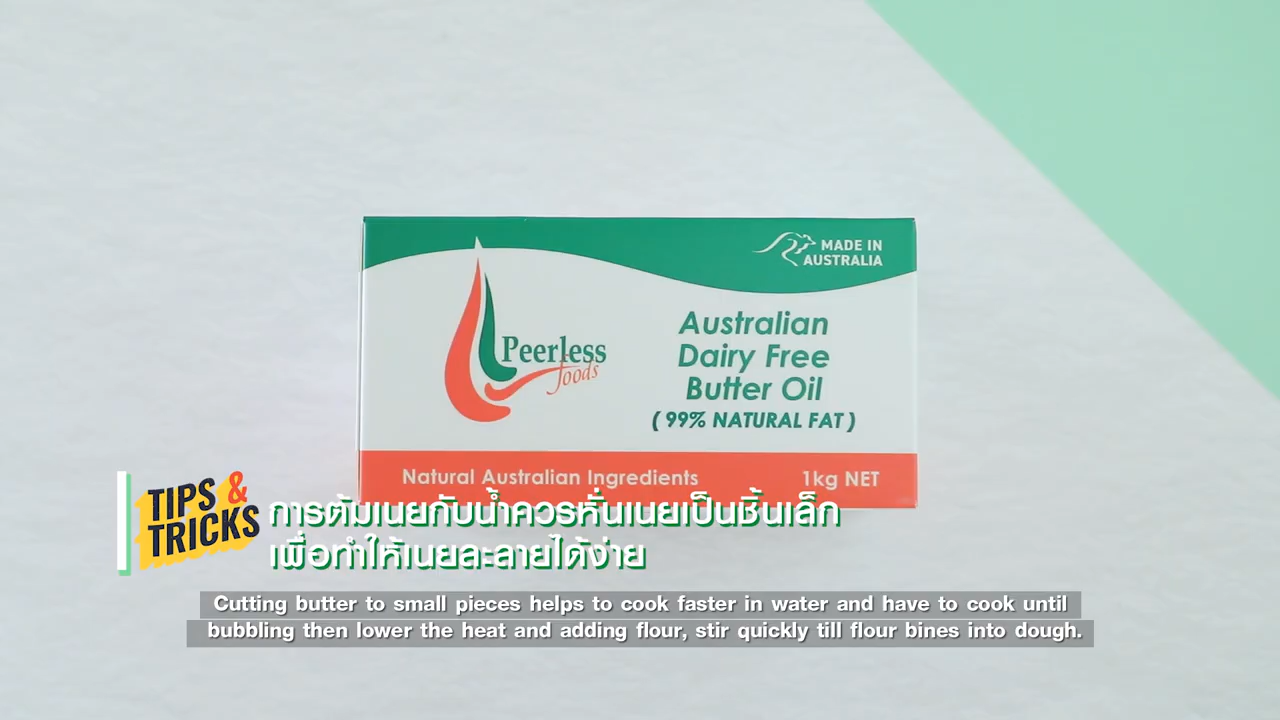 MADE IN
AUSTRALIA
Peerless
foods
Australian
Dairy Free
Butter Oil
( 99% NATURAL FAT )
Natural Australian Ingredients
1kg NET
TIPS &
TRICKS
การต้มเนยกับน้ำควรหั่นเนยเป็นชิ้นเล็ก
เพื่อทำให้เนยละลายได้ง่าย
Cutting butter to small pieces helps to cook faster in water and have to cook until
bubbling then lower the heat and adding flour, stir quickly till flour bines into dough.